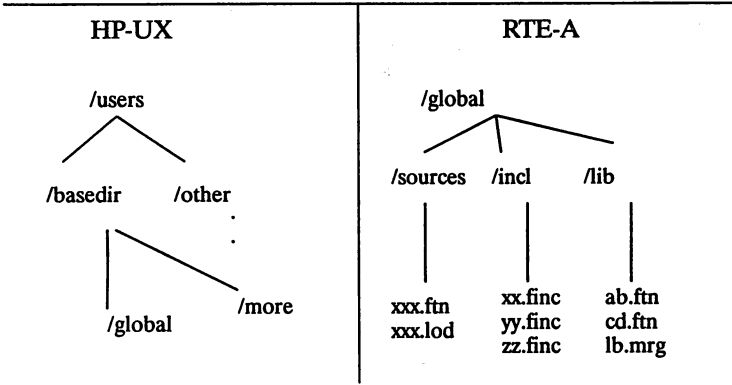 HP-UX
/users
/basedir
/other
/global
/more
RTE-A
/global
/sources
/incl
/lib
xxx.ftn
xxx.lod
xx.finc
yy.finc
zz.finc
ab.ftn
cd.ftn
lb.mrg